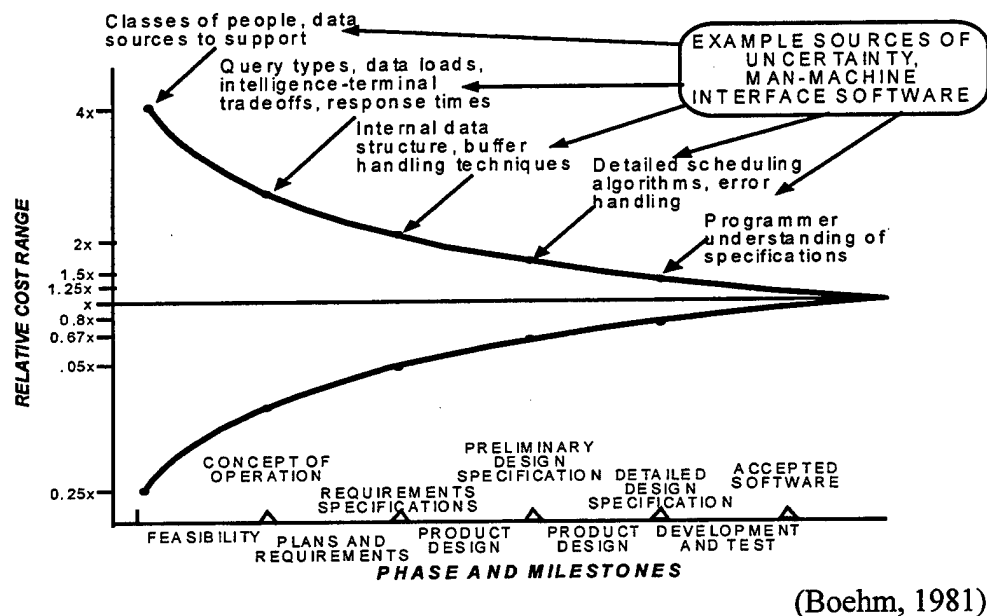 Classes of people, data
sources to support
EXAMPLE SOURCES OF
UNCERTAINTY,
MAN-MACHINE
INTERFACE SOFTWARE
Query types, data loads,
intelligence-terminal
tradeoffs, response times
Internal data
structure, buffer
handling techniques
Detailed scheduling
algorithms, error
handling
Programmer
understanding of
specifications
RELATIVE COST RANGE
4x
2x
1.5x
1.25x
x
0.8x
0.67x
.05x
0.25x
CONCEPT OF
OPERATION
REQUIREMENTS
SPECIFICATIONS
PRELIMINARY
DESIGN
SPECIFICATION
DETAILED
DESIGN
SPECIFICATION
ACCEPTED
SOFTWARE
FEASIBILITY
PLANS AND
REQUIREMENTS
PRODUCT
DESIGN
PRODUCT
DESIGN
DEVELOPMENT
AND TEST
PHASE AND MILESTONES
(Boehm, 1981)